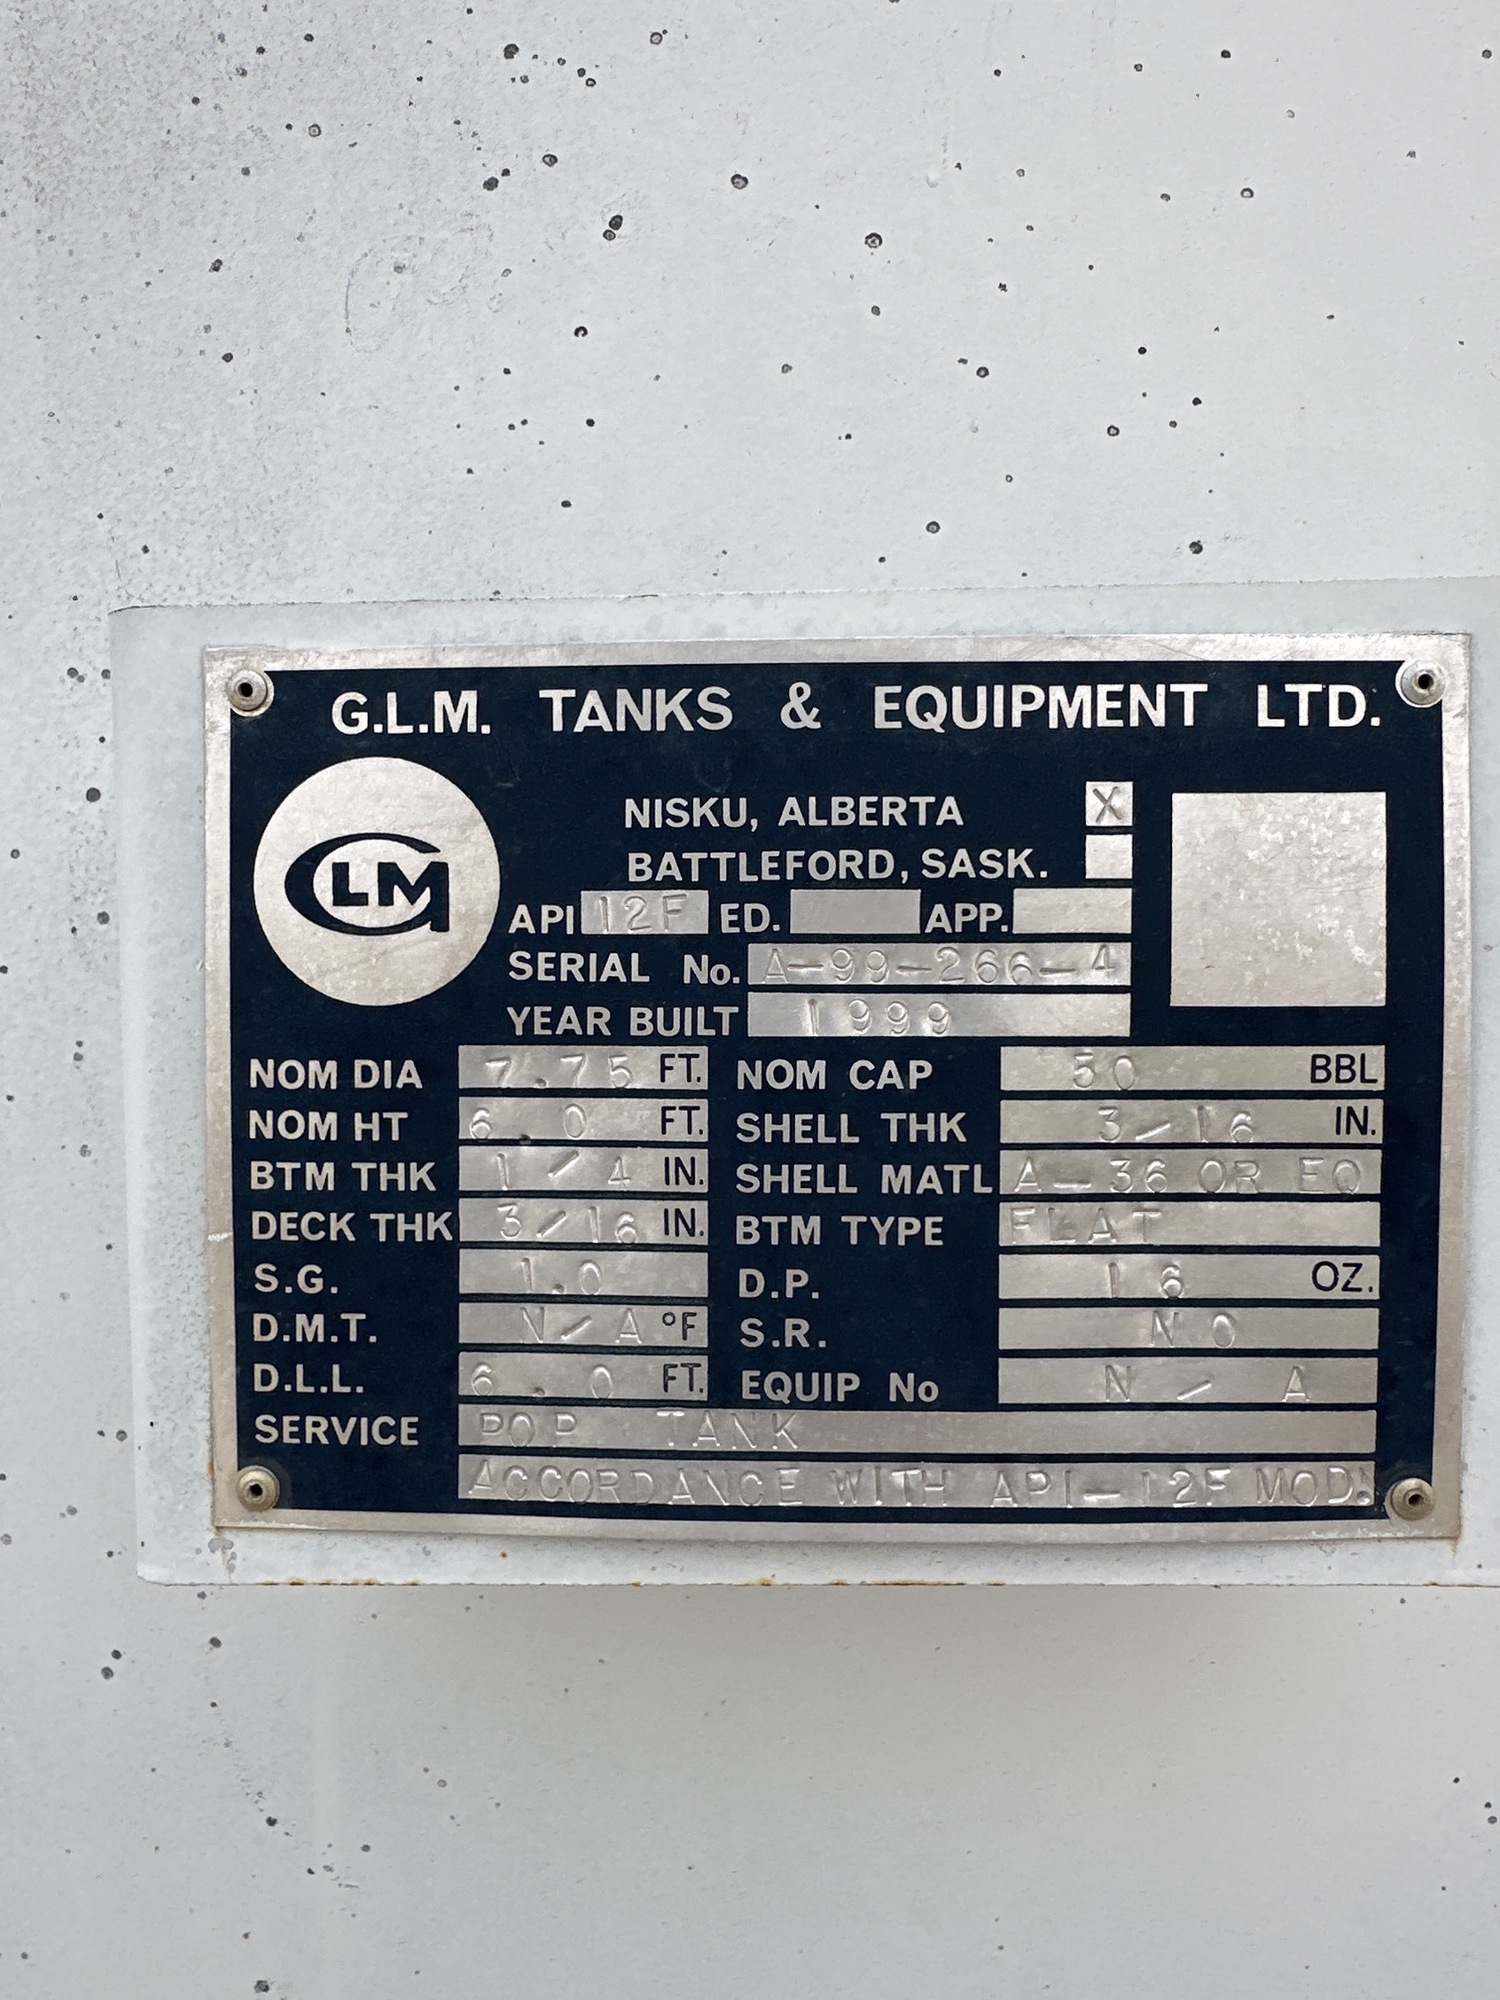 G.L.M. TANKS & EQUIPMENT LTD.
GLM
NISKU, ALBERTA X
BATTLEFORD, SASK.
API 12F ED. APP.
SERIAL No. A-99-266-4
YEAR BUILT 1999
NOM DIA 7.75 FT. NOM CAP 50 BBL
NOM HT 6.0 FT. SHELL THK 3/16 IN.
BTM THK 1/4 IN. SHELL MATL A-36 OR EQ
DECK THK 3/16 IN. BTM TYPE FLAT
S.G. 1.0 D.P. 16 OZ.
D.M.T. N/A °F S.R. NO
D.L.L. 6.0 FT. EQUIP No N/A
SERVICE POP TANK
ACCORDANCE WITH API-12F MOD.